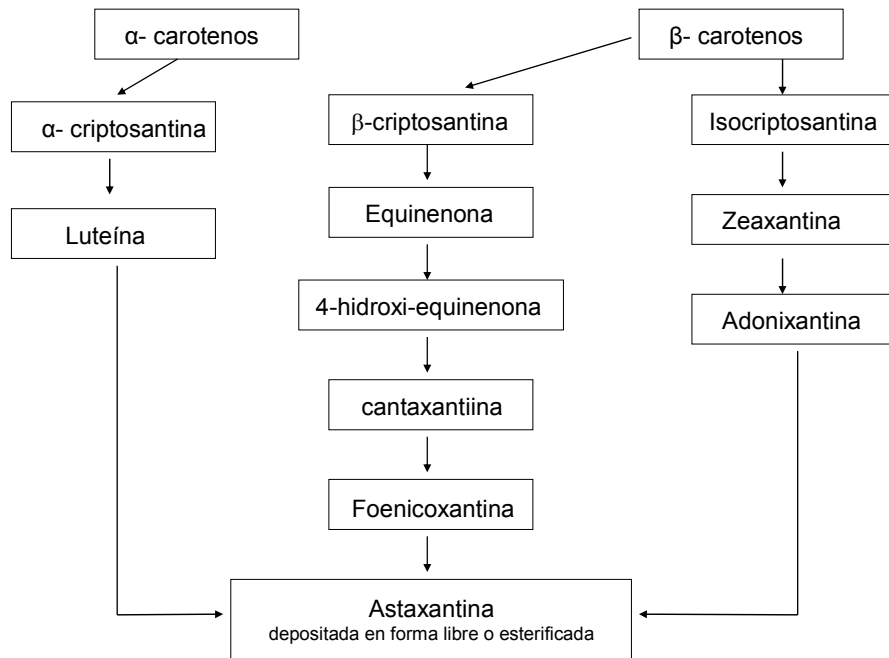 α- carotenos
β- carotenos
α- criptosantina
β-criptosantina
Isocriptosantina
Luteína
Equinenona
Zeaxantina
4-hidroxi-equinenona
Adonixantina
cantaxantiina
Foenicoxantina
Astaxantina
depositada en forma libre o esterificada